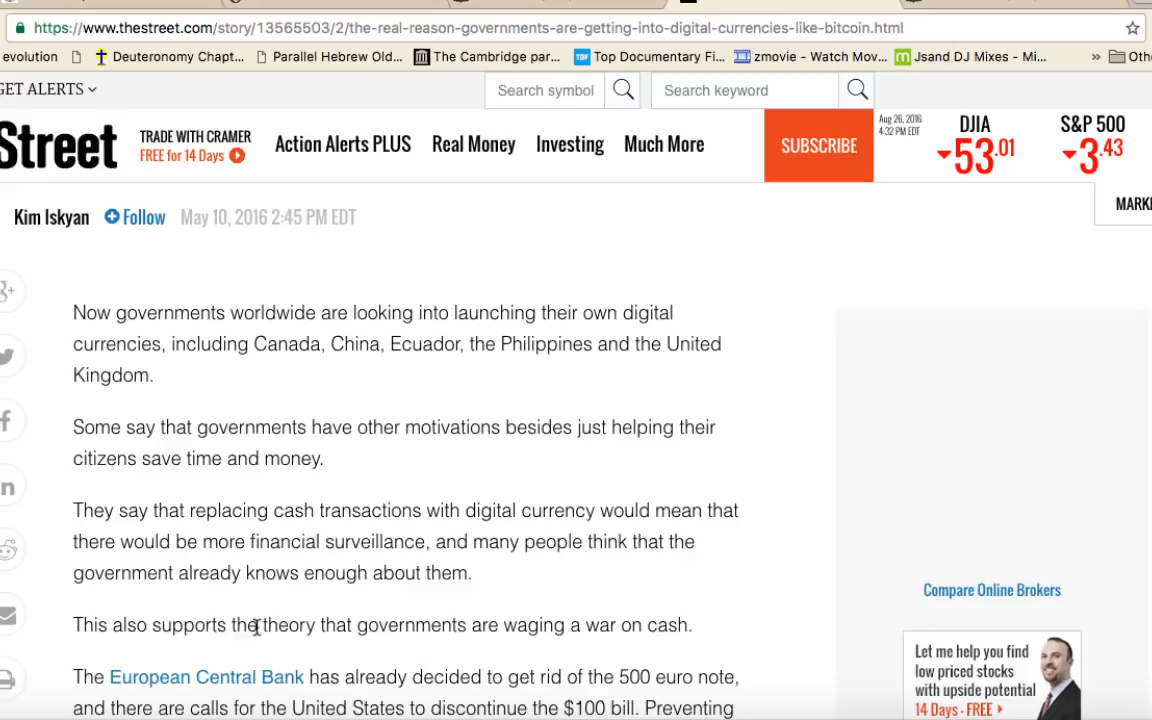 https://www.thestreet.com/story/13565503/2/the-real-reason-governments-are-getting-into-digital-currencies-like-bitcoin.html
evolution Deuteronomy Chapt... Parallel Hebrew Old... The Cambridge par... TDF Top Documentary Fi... zmovie - Watch Mov... Jsand DJ Mixes - Mi... » Oth
GET ALERTS Search symbol Search keyword
Street
TRADE WITH CRAMER
FREE for 14 Days
Action Alerts PLUS Real Money Investing Much More
SUBSCRIBE
Aug 26, 2016
4:32 PM EDT
DJIA
53.01
S&P 500
3.43
MARK
Kim Iskyan Follow May 10, 2016 2:45 PM EDT
Now governments worldwide are looking into launching their own digital
currencies, including Canada, China, Ecuador, the Philippines and the United
Kingdom.
Some say that governments have other motivations besides just helping their
citizens save time and money.
They say that replacing cash transactions with digital currency would mean that
there would be more financial surveillance, and many people think that the
government already knows enough about them.
This also supports the theory that governments are waging a war on cash.
The European Central Bank has already decided to get rid of the 500 euro note,
and there are calls for the United States to discontinue the $100 bill. Preventing
Compare Online Brokers
Let me help you find
low priced stocks
with upside potential
14 Days - FREE